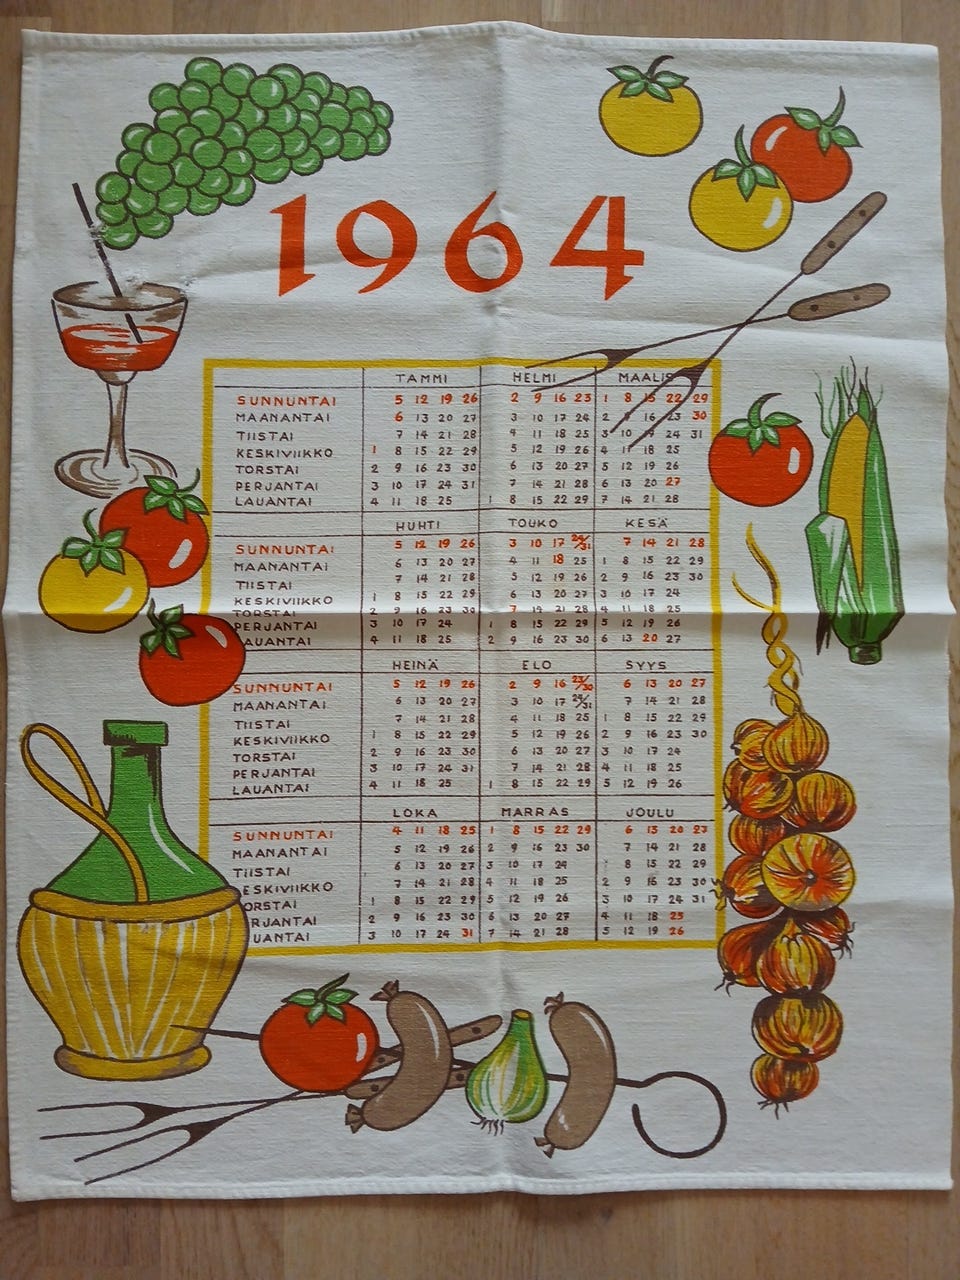 1964
TAMMI HELMI MAALIS
SUNNUNTAI 5 12 19 26 2 9 16 23 1 8 15 22 29
MAANANTAI 6 13 20 27 3 10 17 24 2 9 16 23 30
TIISTAI 7 14 21 28 4 11 18 25 3 10 24 31
KESKIVIIKKO 1 8 15 22 29 5 12 19 26 4 11 18 25
TORSTAI 2 9 16 23 30 6 13 20 27 5 12 19 26
PERJANTAI 3 10 17 24 31 7 14 21 28 6 13 20 27
LAUANTAI 4 11 18 25 1 8 15 22 29 7 14 21 28
HUHTI TOUKO KESÄ
SUNNUNTAI 5 12 19 26 3 10 17 24/31 7 14 21 28
MAANANTAI 6 13 20 27 4 11 18 25 1 8 15 22 29
TIISTAI 7 14 21 28 5 12 19 26 2 9 16 23 30
KESKIVIIKKO 1 8 15 22 29 6 13 20 27 3 10 17 24
TORSTAI 2 9 16 23 30 7 14 21 28 4 11 18 25
PERJANTAI 3 10 17 24 1 8 15 22 29 5 12 19 26
LAUANTAI 4 11 18 25 2 9 16 23 30 6 13 20 27
HEINÄ ELO SYYS
SUNNUNTAI 5 12 19 26 2 9 16 23/30 6 13 20 27
MAANANTAI 6 13 20 27 3 10 17 24/31 7 14 21 28
TIISTAI 7 14 21 28 4 11 18 25 1 8 15 22 29
KESKIVIIKKO 1 8 15 22 29 5 12 19 26 2 9 16 23 30
TORSTAI 2 9 16 23 30 6 13 20 27 3 10 17 24
PERJANTAI 3 10 17 24 31 7 14 21 28 4 11 18 25
LAUANTAI 4 11 18 25 1 8 15 22 29 5 12 19 26
LOKA MARRAS JOULU
SUNNUNTAI 4 11 18 25 1 8 15 22 29 6 13 20 27
MAANANTAI 5 12 19 26 2 9 16 23 30 7 14 21 28
TIISTAI 6 13 20 27 3 10 17 24 1 8 15 22 29
ESKIVIIKKO 7 14 21 28 4 11 18 25 2 9 16 23 30
ORSTAI 1 8 15 22 29 5 12 19 26 3 10 17 24 31
RJANTAI 2 9 16 23 30 6 13 20 27 4 11 18 25
UANTAI 3 10 17 24 31 7 14 21 28 5 12 19 26